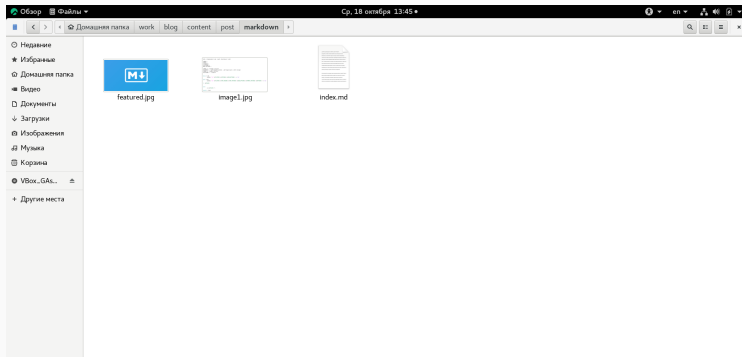 Обзор Файлы Ср, 18 октября 13:45 en
Домашняя папка work blog content post markdown
Недавние
Избранные
Домашняя папка
Видео
Документы
Загрузки
Изображения
Музыка
Корзина
VBox_GAs...
Другие места
M
featured.jpg image1.jpg index.md